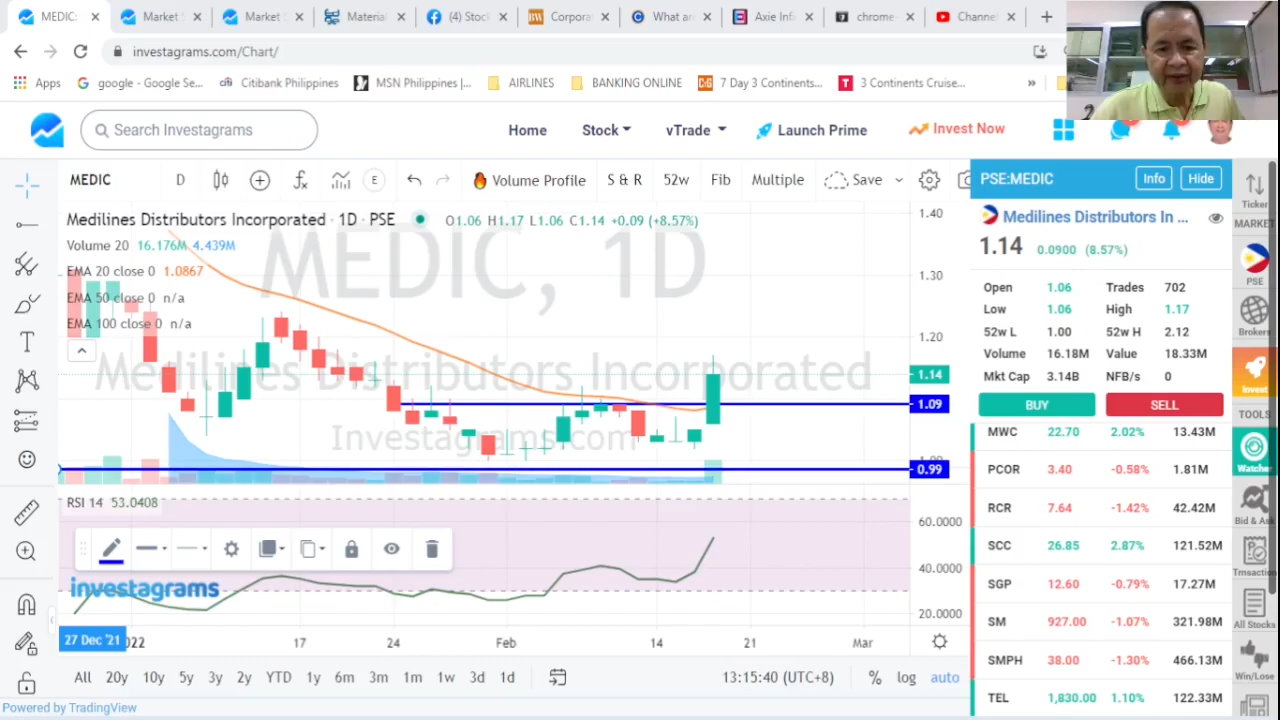 MEDIC:
Market
Market
Material
(4) Stoc
Corpora
What are
Axie Infi
chrome
Channe
investagrams.com/Chart/
Apps
google - Google Se...
Citibank Philippines
MSN Philippines |...
AIRLINES
BANKING ONLINE
7 Day 3 Continents...
3 Continents Cruise...
»
Search Investagrams
Home
Stock
vTrade
Launch Prime
Invest Now
MEDIC
D
E
Volume Profile
S & R
52w
Fib
Multiple
Save
Medilines Distributors Incorporated · 1D · PSE
O1.06 H1.17 L1.06 C1.14 +0.09 (+8.57%)
Volume 20 16.176M 4.439M
EMA 20 close 0 1.0867
EMA 50 close 0 n/a
EMA 100 close 0 n/a
MEDIC, 1D
Medilines Distributors Incorporated
Investagrams.com
1.40
1.30
1.20
1.14
1.09
0.99
RSI 14 53.0408
investagrams
60.0000
40.0000
20.0000
27 Dec '21
2022
17
24
Feb
14
21
Mar
All
20y
10y
5y
3y
2y
YTD
1y
6m
3m
1m
1w
3d
1d
13:15:40 (UTC+8)
%
log
auto
Powered by TradingView
PSE:MEDIC
Info
Hide
Medilines Distributors In ...
1.14 0.0900 (8.57%)
Open 1.06 Trades 702
Low 1.06 High 1.17
52w L 1.00 52w H 2.12
Volume 16.18M Value 18.33M
Mkt Cap 3.14B NFB/s 0
BUY
SELL
MWC 22.70 2.02% 13.43M
PCOR 3.40 -0.58% 1.81M
RCR 7.64 -1.42% 42.42M
SCC 26.85 2.87% 121.52M
SGP 12.60 -0.79% 17.27M
SM 927.00 -1.07% 321.98M
SMPH 38.00 -1.30% 466.13M
TEL 1,830.00 1.10% 122.33M
Ticker
MARKET
PSE
Brokers
Invest
TOOLS
Watcher
Bid & As
Trnsaction
All Stocks
Win/Lose